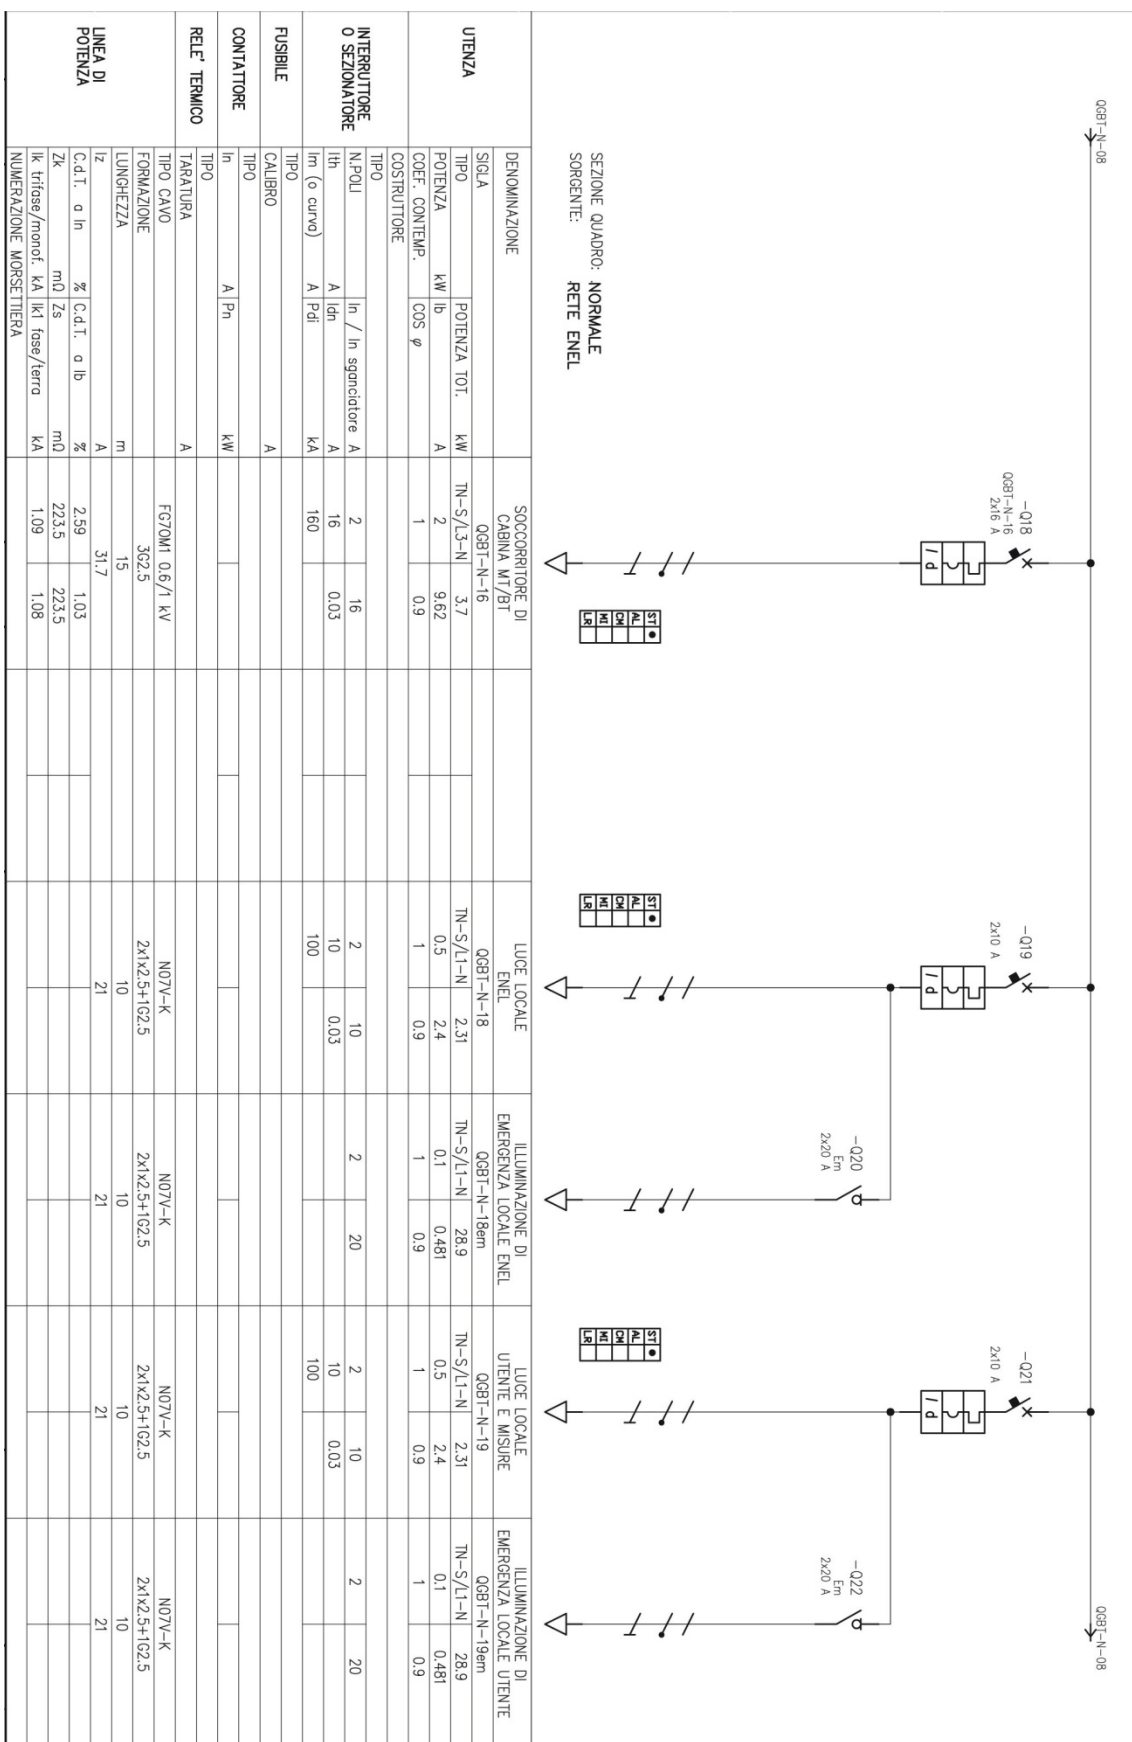 QGBT-N-08
QGBT-N-08
-Q18
QGBT-N-16
2x16 A
-Q19
2x10 A
-Q20
Em
2x20 A
-Q21
2x10 A
-Q22
Em
2x20 A
I d
I d
I d
SEZIONE QUADRO: NORMALE
SORGENTE: RETE ENEL
ST
AL
CM
MI
LR
ST
AL
CM
MI
LR
ST
AL
CM
MI
LR
UTENZA
DENOMINAZIONE
SOCCORRITORE DI
CABINA MT/BT
LUCE LOCALE
ENEL
ILLUMINAZIONE DI
EMERGENZA LOCALE ENEL
LUCE LOCALE
UTENTE E MISURE
ILLUMINAZIONE DI
EMERGENZA LOCALE UTENTE
SIGLA QGBT-N-16 QGBT-N-18 QGBT-N-18em QGBT-N-19 QGBT-N-19em
TIPO POTENZA TOT. kW TN-S/L3-N 3.7 TN-S/L1-N 2.31 TN-S/L1-N 28.9 TN-S/L1-N 2.31 TN-S/L1-N 28.9
POTENZA kW Ib A 2 9.62 0.5 2.4 0.1 0.481 0.5 2.4 0.1 0.481
COEF. CONTEMP. COS φ 1 0.9 1 0.9 1 0.9 1 0.9 1 0.9
INTERRUTTORE
O SEZIONATORE
COSTRUTTORE
TIPO
N.POLI In / In sganciatore A 2 16 2 10 2 20 2 10 2 20
Ith A Idn A 16 0.03 10 0.03 10 0.03
Im (o curva) A Pdi kA 160 100 100
FUSIBILE
TIPO
CALIBRO A
CONTATTORE
TIPO
In A Pn kW
RELE' TERMICO
TIPO
TARATURA A
LINEA DI
POTENZA
TIPO CAVO FG7OM1 0.6/1 kV N07V-K N07V-K N07V-K N07V-K
FORMAZIONE 3G2.5 2x1x2.5+1G2.5 2x1x2.5+1G2.5 2x1x2.5+1G2.5 2x1x2.5+1G2.5
LUNGHEZZA m 15 10 10 10 10
Iz A 31.7 21 21 21 21
C.d.T. a In % C.d.T. a Ib % 2.59 1.03
Zk mΩ Zs mΩ 223.5 223.5
Ik trifase/monof. kA Ik1 fase/terra kA 1.09 1.08
NUMERAZIONE MORSETTIERA